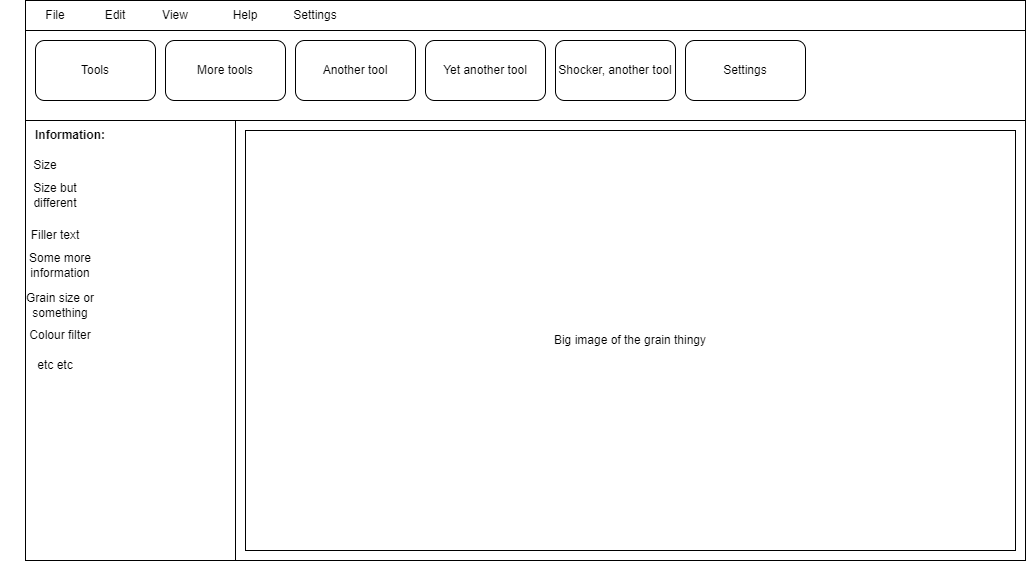 File Edit View Help Settings
Tools More tools Another tool Yet another tool Shocker, another tool Settings
Information:
Size
Size but
different
Filler text
Some more
information
Grain size or
something
Colour filter
etc etc
Big image of the grain thingy